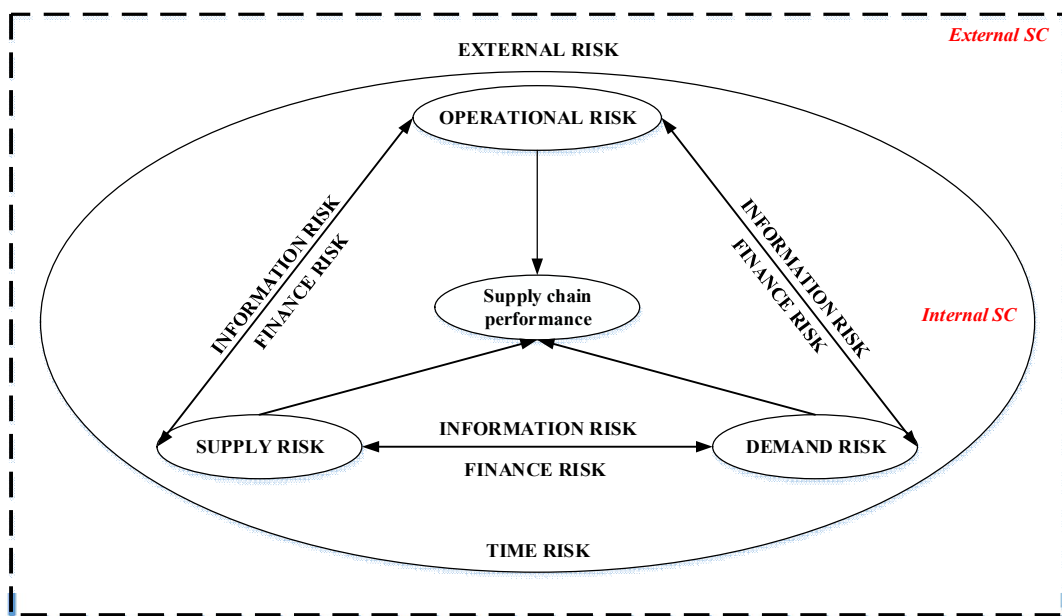 External SC
EXTERNAL RISK
OPERATIONAL RISK
INFORMATION RISK
FINANCE RISK
INFORMATION RISK
FINANCE RISK
Supply chain
performance
Internal SC
SUPPLY RISK
INFORMATION RISK
FINANCE RISK
DEMAND RISK
TIME RISK